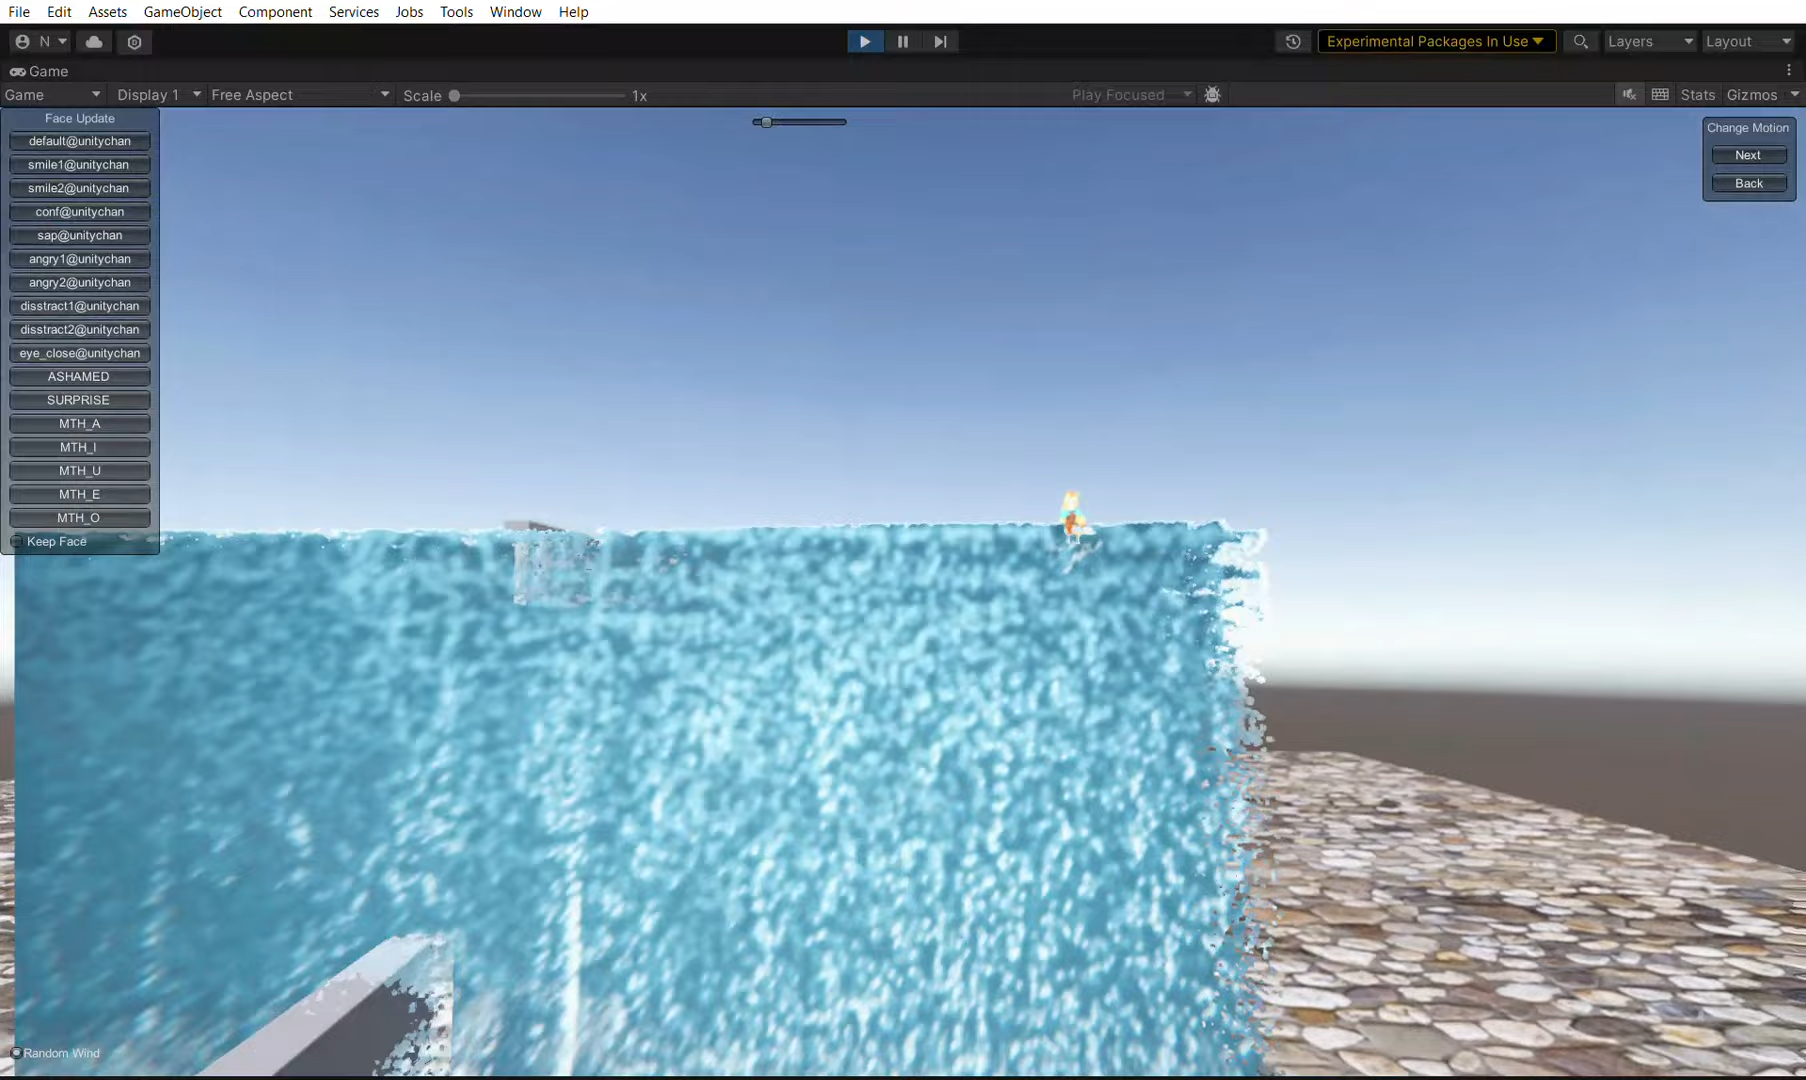 File Edit Assets GameObject Component Services Jobs Tools Window Help
N Experimental Packages In Use Layers Layout
Game
Game Display 1 Free Aspect Scale 1x Play Focused Stats Gizmos
Face Update
default@unitychan
smile1@unitychan
smile2@unitychan
conf@unitychan
sap@unitychan
angry1@unitychan
angry2@unitychan
disstract1@unitychan
disstract2@unitychan
eye_close@unitychan
ASHAMED
SURPRISE
MTH_A
MTH_I
MTH_U
MTH_E
MTH_O
Keep Face
Change Motion
Next
Back
Random Wind